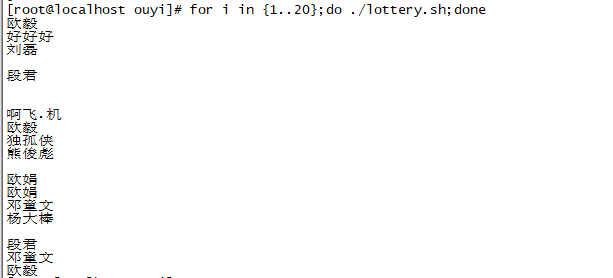 [root@localhost ouyi]# for i in {1..20};do ./lottery.sh;done
欧毅
好好好
刘磊
段君
啊飞.机
欧毅
独孤侠
熊俊彪
欧娟
欧娟
邓童文
杨大棒
段君
邓童文
欧毅